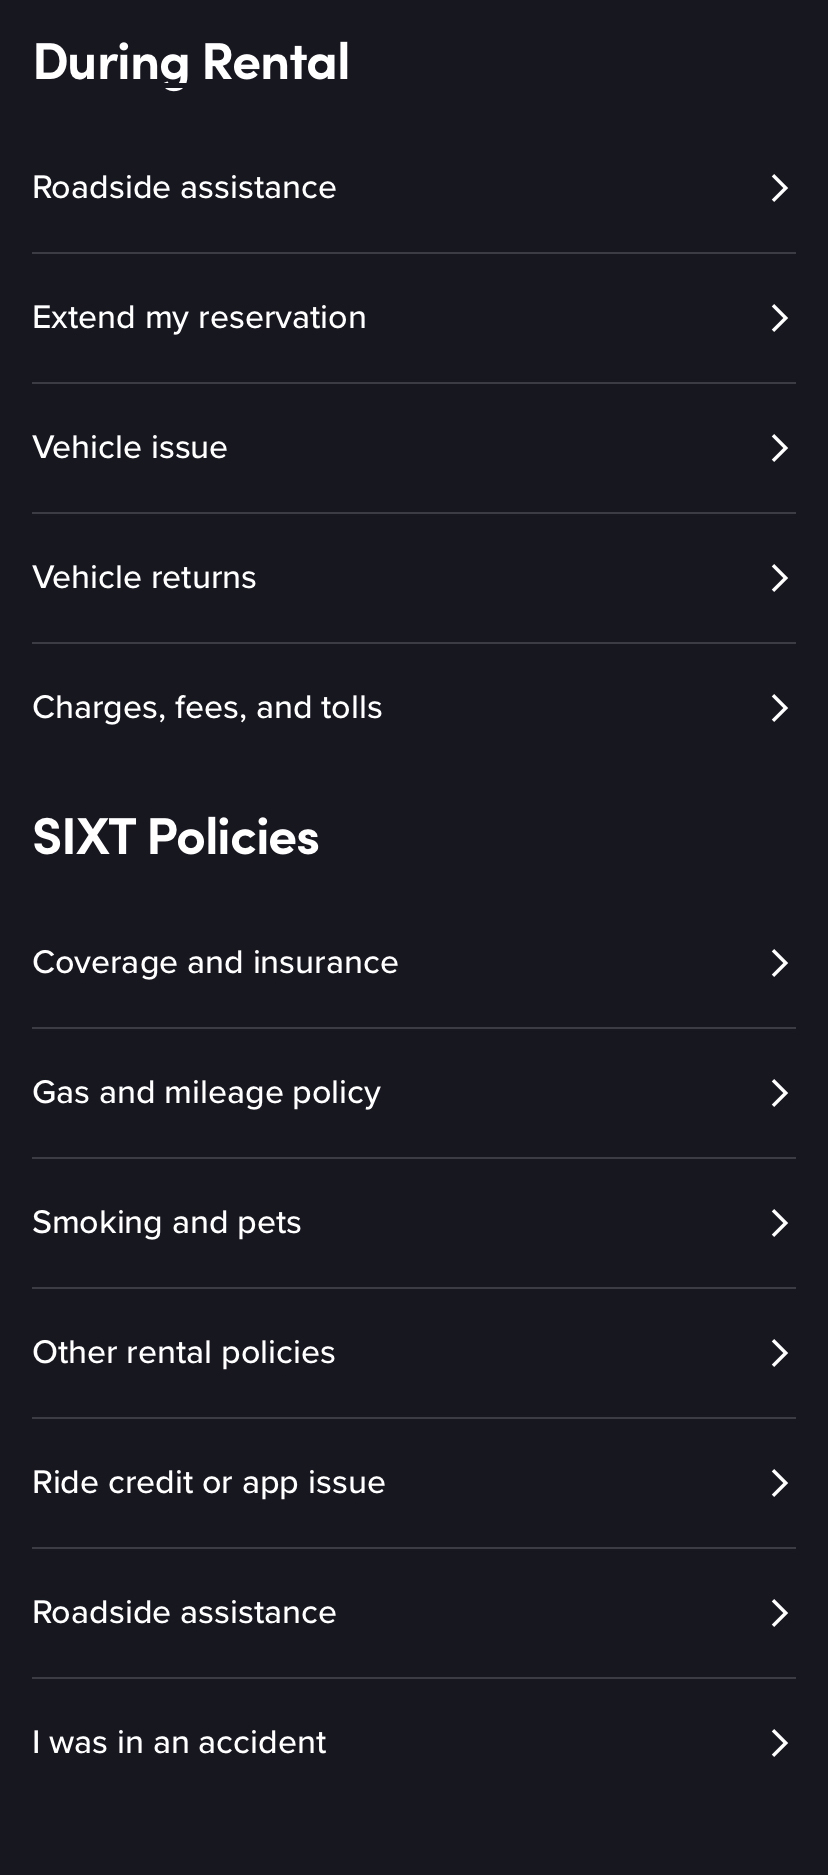 During Rental
Roadside assistance
Extend my reservation
Vehicle issue
Vehicle returns
Charges, fees, and tolls
SIXT Policies
Coverage and insurance
Gas and mileage policy
Smoking and pets
Other rental policies
Ride credit or app issue
Roadside assistance
I was in an accident